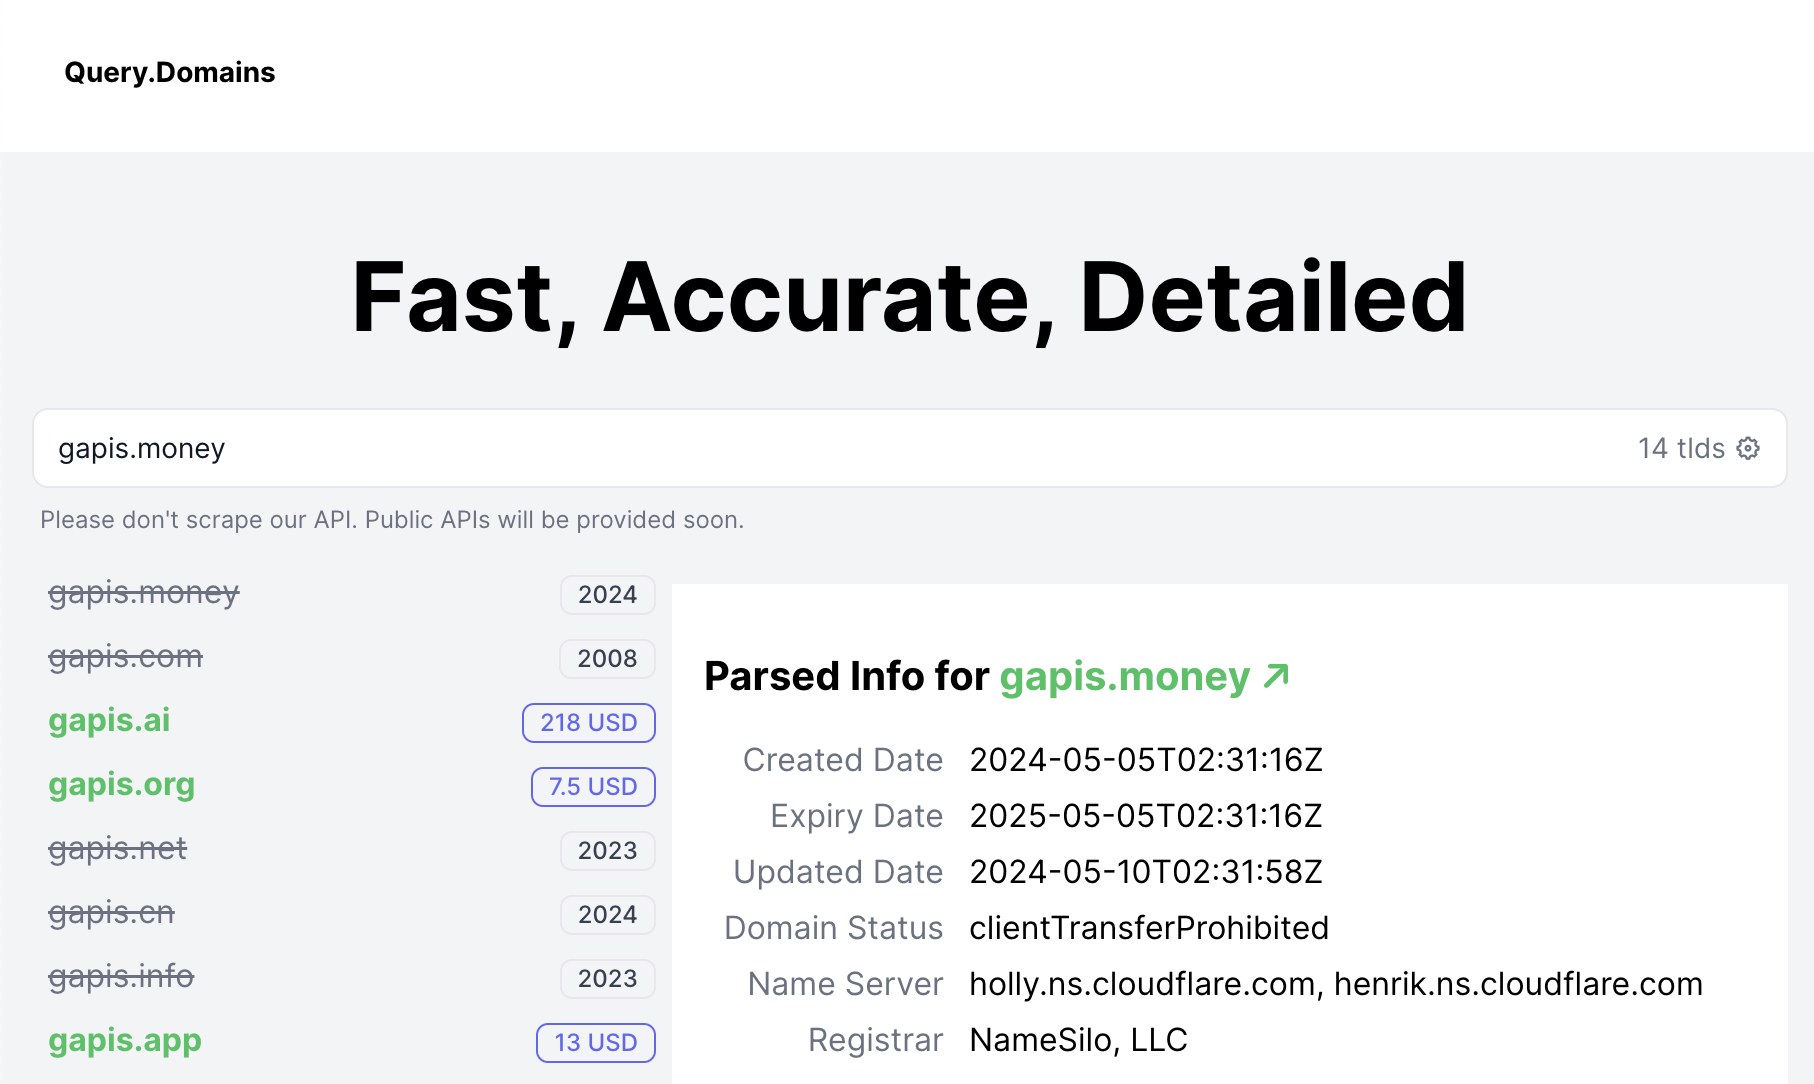 Query.Domains
Fast, Accurate, Detailed
gapis.money 14 tlds
Please don't scrape our API. Public APIs will be provided soon.
gapis.money 2024
gapis.com 2008
gapis.ai 218 USD
gapis.org 7.5 USD
gapis.net 2023
gapis.cn 2024
gapis.info 2023
gapis.app 13 USD
Parsed Info for gapis.money ↗
Created Date 2024-05-05T02:31:16Z
Expiry Date 2025-05-05T02:31:16Z
Updated Date 2024-05-10T02:31:58Z
Domain Status clientTransferProhibited
Name Server holly.ns.cloudflare.com, henrik.ns.cloudflare.com
Registrar NameSilo, LLC